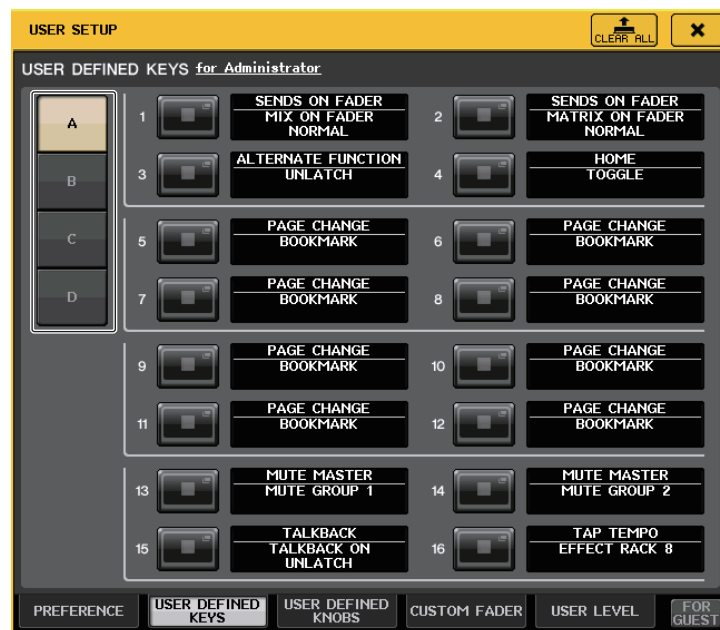 USER SETUP
CLEAR ALL
USER DEFINED KEYS for Administrator
A
B
C
D
1
SENDS ON FADER
MIX ON FADER
NORMAL
2
SENDS ON FADER
MATRIX ON FADER
NORMAL
3
ALTERNATE FUNCTION
UNLATCH
4
HOME
TOGGLE
5
PAGE CHANGE
BOOKMARK
6
PAGE CHANGE
BOOKMARK
7
PAGE CHANGE
BOOKMARK
8
PAGE CHANGE
BOOKMARK
9
PAGE CHANGE
BOOKMARK
10
PAGE CHANGE
BOOKMARK
11
PAGE CHANGE
BOOKMARK
12
PAGE CHANGE
BOOKMARK
13
MUTE MASTER
MUTE GROUP 1
14
MUTE MASTER
MUTE GROUP 2
15
TALKBACK
TALKBACK ON
UNLATCH
16
TAP TEMPO
EFFECT RACK 8
PREFERENCE
USER DEFINED
KEYS
USER DEFINED
KNOBS
CUSTOM FADER
USER LEVEL
FOR
GUEST